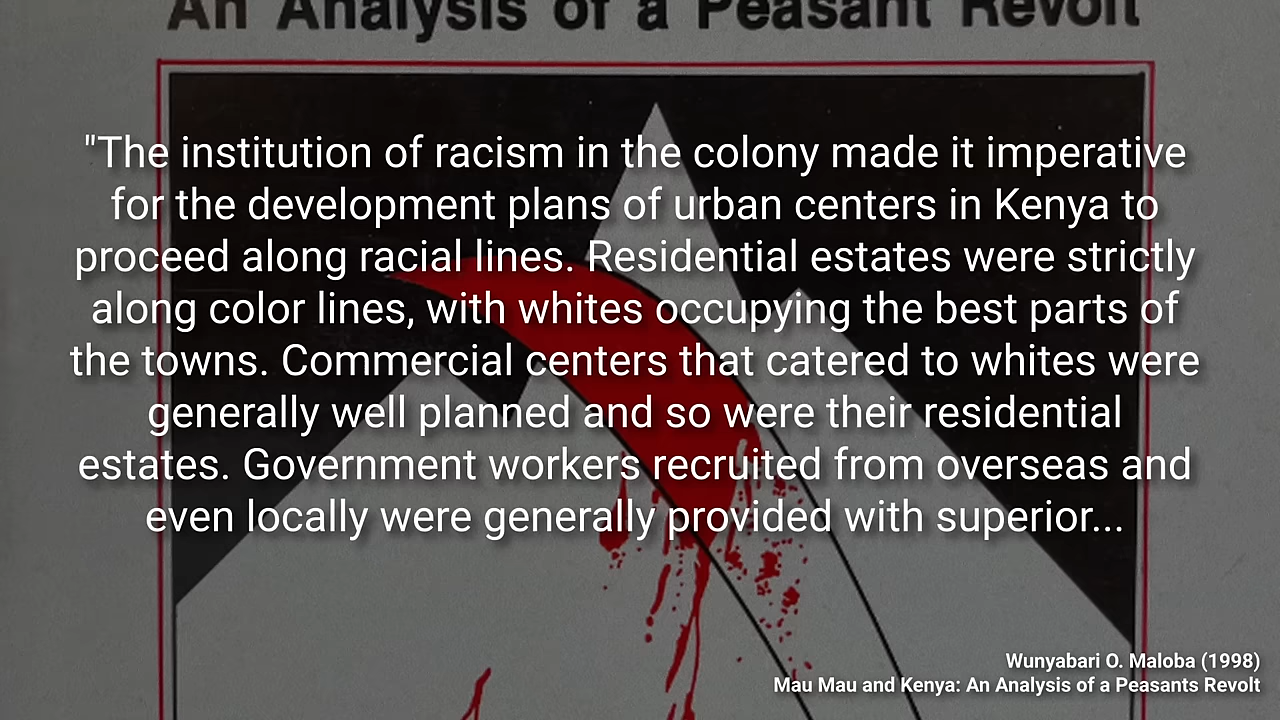 An Analysis of a Peasant Revolt
"The institution of racism in the colony made it imperative
for the development plans of urban centers in Kenya to
proceed along racial lines. Residential estates were strictly
along color lines, with whites occupying the best parts of
the towns. Commercial centers that catered to whites were
generally well planned and so were their residential
estates. Government workers recruited from overseas and
even locally were generally provided with superior...
Wunyabari O. Maloba (1998)
Mau Mau and Kenya: An Analysis of a Peasants Revolt